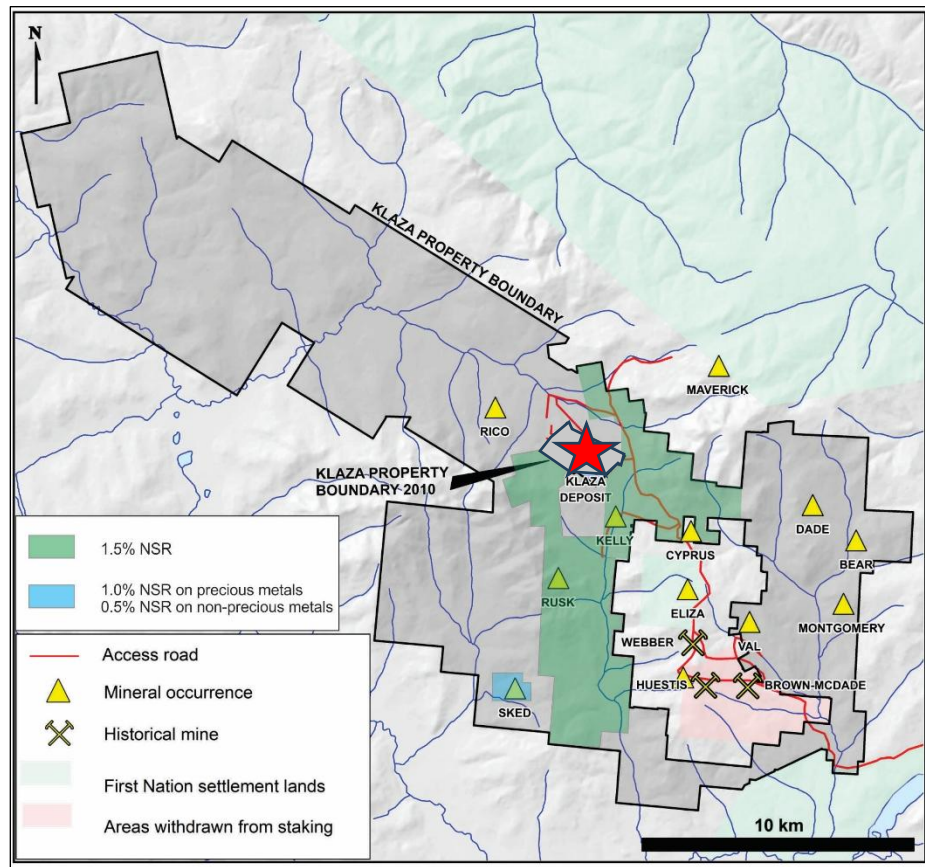 N
KLAZA PROPERTY BOUNDARY
MAVERICK
RICO
KLAZA PROPERTY
BOUNDARY 2010
KLAZA
DEPOSIT
DADE
KELLY
CYPRUS
BEAR
RUSK
ELIZA
MONTGOMERY
WEBBER
VAL
HUESTIS
BROWN-MCDADE
SKED
1.5% NSR
1.0% NSR on precious metals
0.5% NSR on non-precious metals
Access road
Mineral occurrence
Historical mine
First Nation settlement lands
Areas withdrawn from staking
10 km